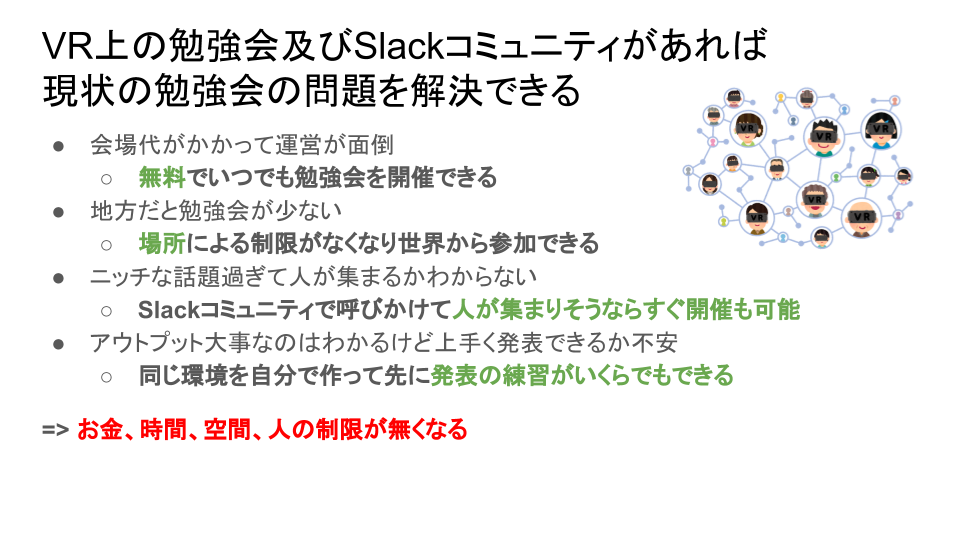 VR上の勉強会及びSlackコミュニティがあれば
現状の勉強会の問題を解決できる
● 会場代がかかって運営が面倒
○ 無料でいつでも勉強会を開催できる
● 地方だと勉強会が少ない
○ 場所による制限がなくなり世界から参加できる
● ニッチな話題過ぎて人が集まるかわからない
○ Slackコミュニティで呼びかけて人が集まりそうならすぐ開催も可能
● アウトプット大事なのはわかるけど上手く発表できるか不安
○ 同じ環境を自分で作って先に発表の練習がいくらでもできる
=> お金、時間、空間、人の制限が無くなる
VR
VR
VR
VR
VR
VR